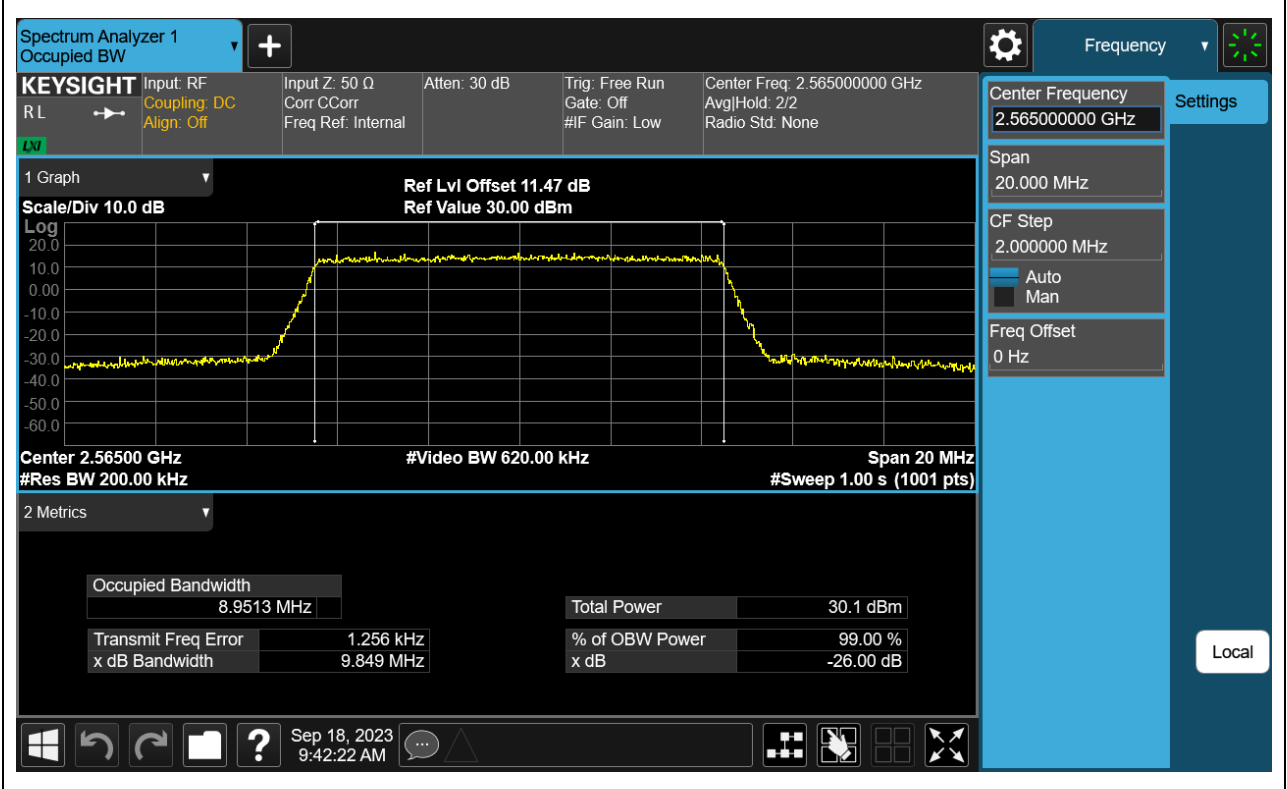 Spectrum Analyzer 1
Occupied BW
Frequency
KEYSIGHT
R L
LXI
Input: RF
Coupling: DC
Align: Off
Input Z: 50 Ω
Corr CCorr
Freq Ref: Internal
Atten: 30 dB
Trig: Free Run
Gate: Off
#IF Gain: Low
Center Freq: 2.565000000 GHz
Avg|Hold: 2/2
Radio Std: None
Center Frequency
2.565000000 GHz
Settings
Span
20.000 MHz
CF Step
2.000000 MHz
Auto
Man
Freq Offset
0 Hz
1 Graph
Scale/Div 10.0 dB
Ref Lvl Offset 11.47 dB
Ref Value 30.00 dBm
Log
20.0
10.0
0.00
-10.0
-20.0
-30.0
-40.0
-50.0
-60.0
Center 2.56500 GHz
#Video BW 620.00 kHz
Span 20 MHz
#Res BW 200.00 kHz
#Sweep 1.00 s (1001 pts)
2 Metrics
Occupied Bandwidth
8.9513 MHz
Total Power 30.1 dBm
Transmit Freq Error 1.256 kHz
% of OBW Power 99.00 %
x dB Bandwidth 9.849 MHz
x dB -26.00 dB
Local
Sep 18, 2023
9:42:22 AM